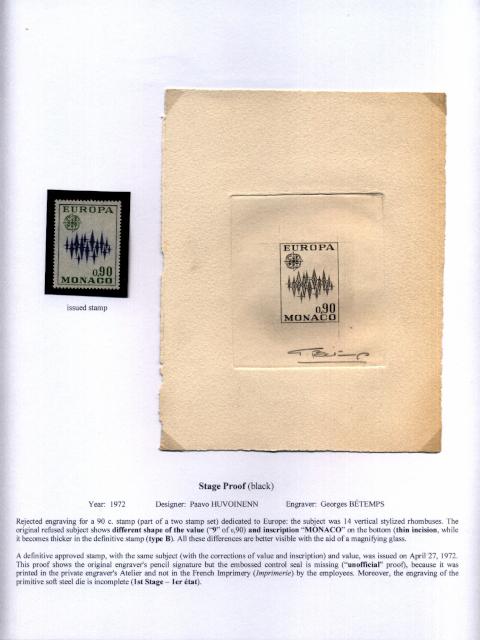 EUROPA
0,90
MONACO
issued stamp
EUROPA
0,90
MONACO
Stage Proof (black)
Year: 1972 Designer: Paavo HUVOINENN Engraver: Georges BÉTEMPS
Rejected engraving for a 90 c. stamp (part of a two stamp set) dedicated to Europe: the subject was 14 vertical stylized rhombuses. The
original refused subject shows different shape of the value ("9" of c,90) and inscription "MONACO" on the bottom (thin incision, while
it becomes thicker in the definitive stamp (type B). All these differences are better visible with the aid of a magnifying glass.
A definitive approved stamp, with the same subject (with the corrections of value and inscription) and value, was issued on April 27, 1972.
This proof shows the original engraver's pencil signature but the embossed control seal is missing ("unofficial" proof), because it was
printed in the private engraver's Atelier and not in the French Imprimery (Imprimerie) by the employees. Moreover, the engraving of the
primitive soft steel die is incomplete (1st Stage – 1er état).